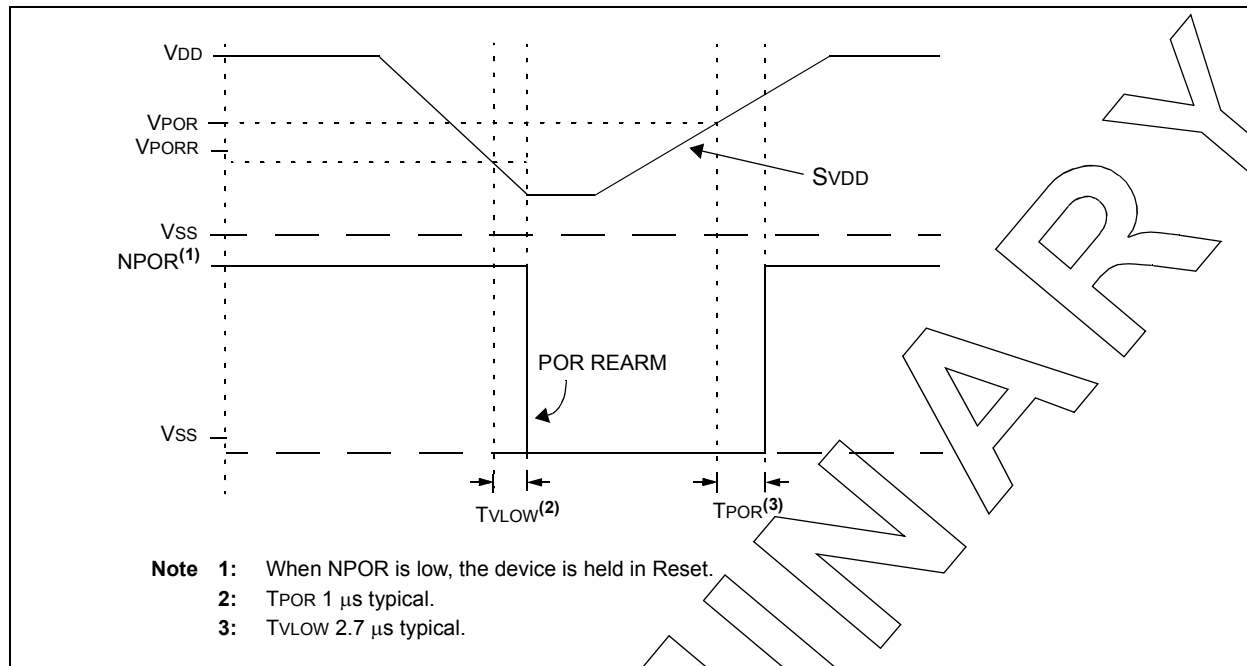 VDD
VPOR
VPORR
SVDD
VSS
NPOR(1)
POR REARM
VSS
TVLOW(2)
TPOR(3)
Note 1: When NPOR is low, the device is held in Reset.
2: TPOR 1 μs typical.
3: TVLOW 2.7 μs typical.
INARY